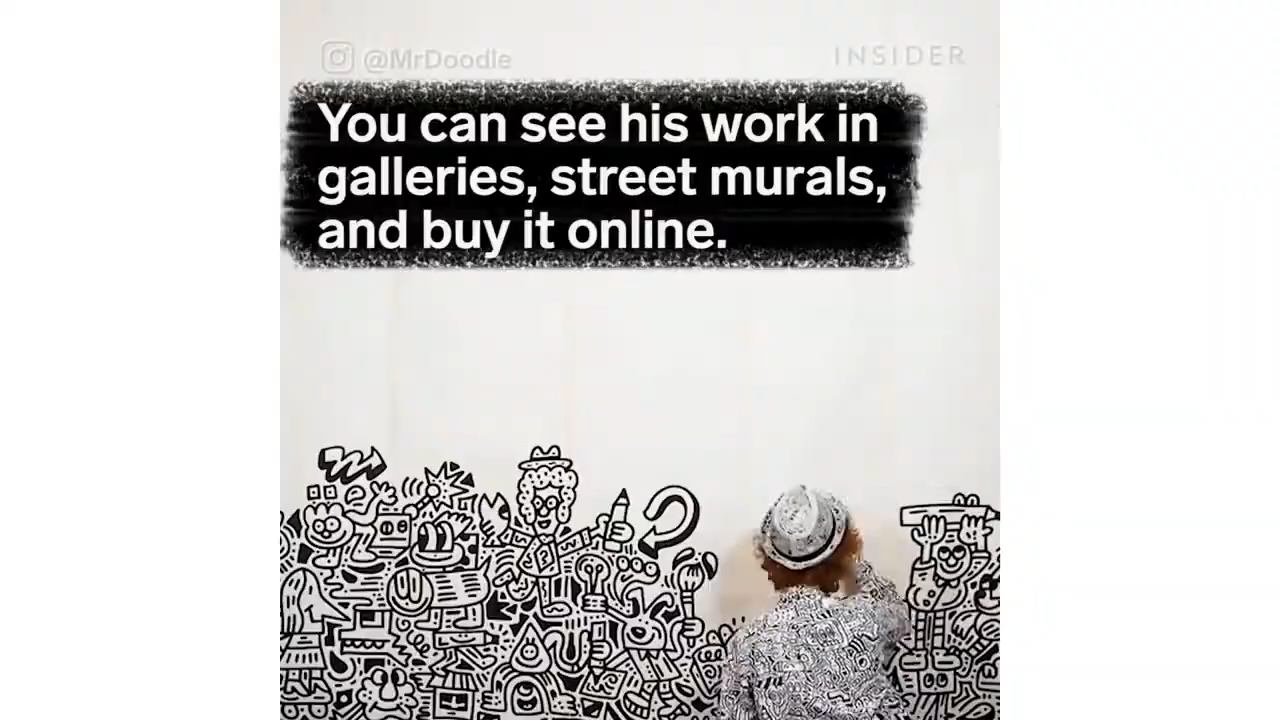 @MrDoodle
INSIDER
You can see his work in
galleries, street murals,
and buy it online.